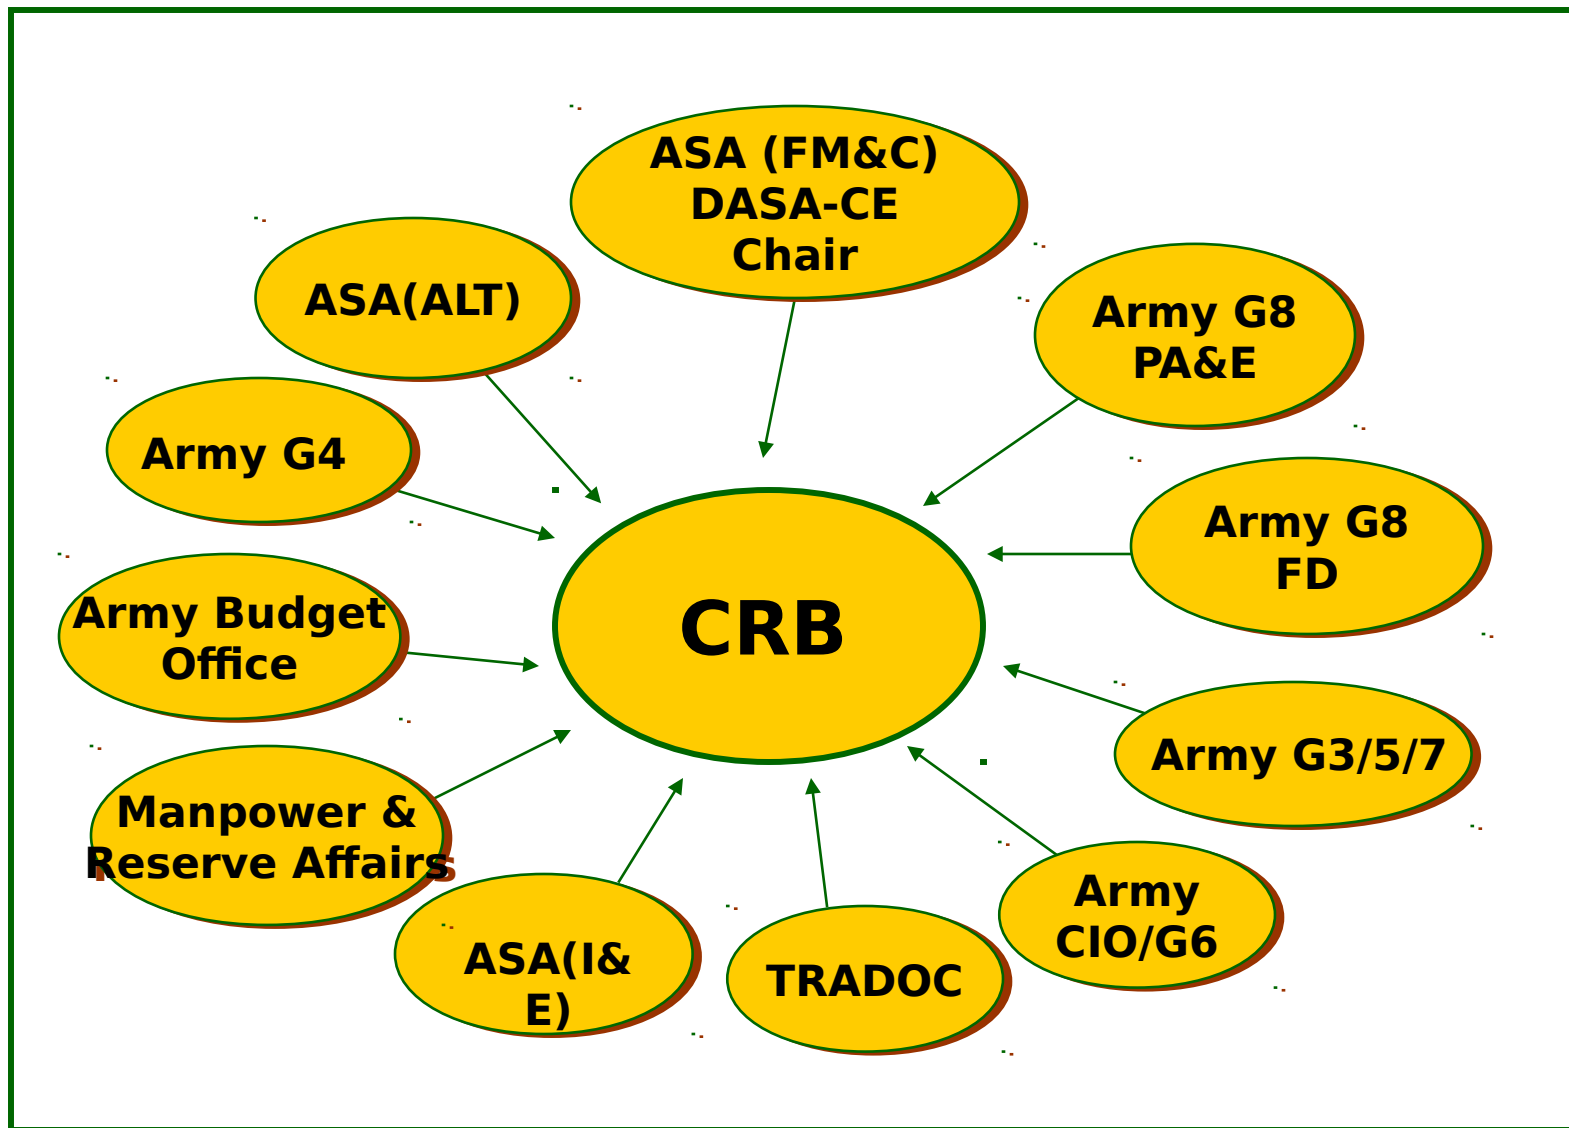 ASA (FM&C)
DASA-CE
Chair
ASA(ALT)
Army G8
PA&E
Army G4
Army G8
FD
Army Budget
Office
CRB
Army G3/5/7
Manpower &
Reserve Affairs
Army
CIO/G6
ASA(I&
E)
TRADOC